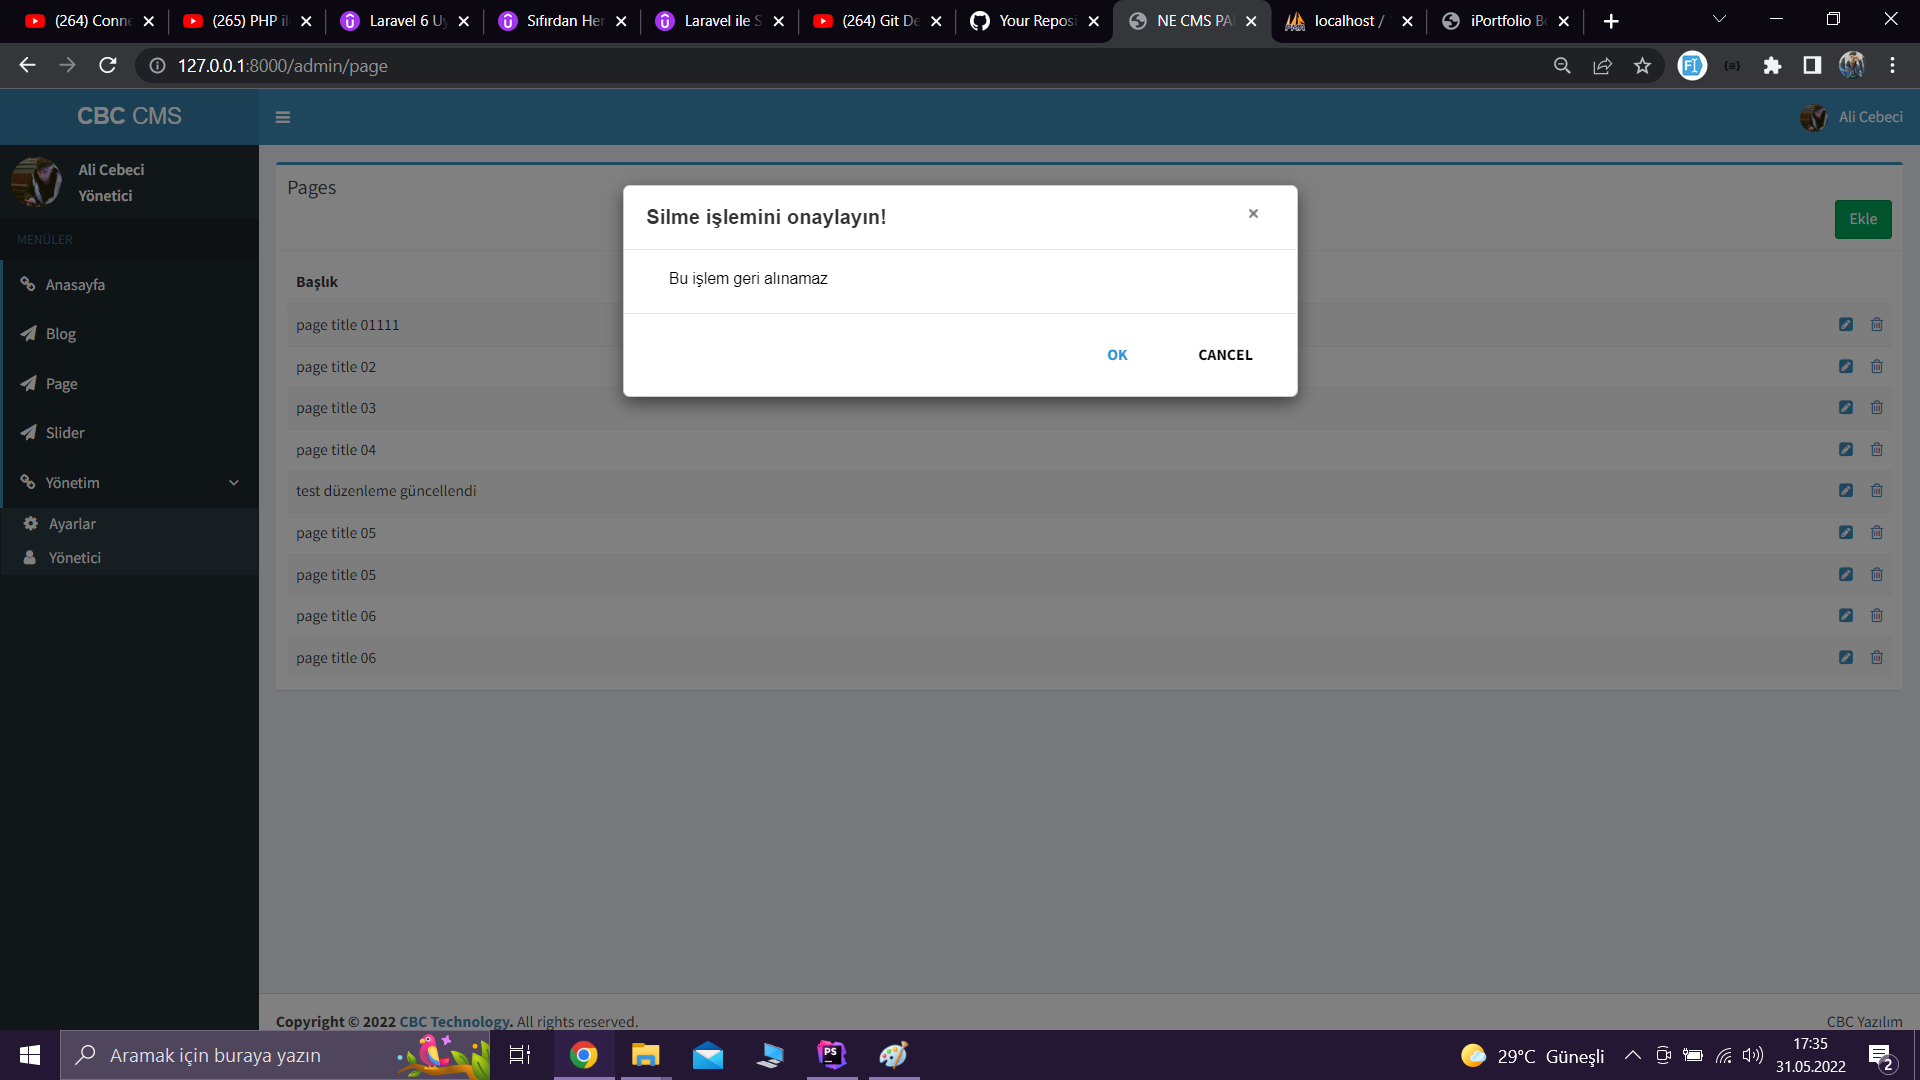 (264) Conne
(265) PHP il
Laravel 6 Uy
Sıfırdan Her
Laravel ile S
(264) Git De
Your Reposi
NE CMS PA
localhost /
iPortfolio Bo
127.0.0.1:8000/admin/page
CBC CMS
Ali Cebeci
Ali Cebeci
Yönetici
MENÜLER
Anasayfa
Blog
Page
Slider
Yönetim
Ayarlar
Yönetici
Pages
Ekle
Silme işlemini onaylayın!
×
Bu işlem geri alınamaz
OK
CANCEL
Başlık
page title 01111
page title 02
page title 03
page title 04
test düzenleme güncellendi
page title 05
page title 05
page title 06
page title 06
Copyright © 2022 CBC Technology. All rights reserved.
CBC Yazılım
Aramak için buraya yazın
PS
29°C Güneşli
17:35
31.05.2022
2